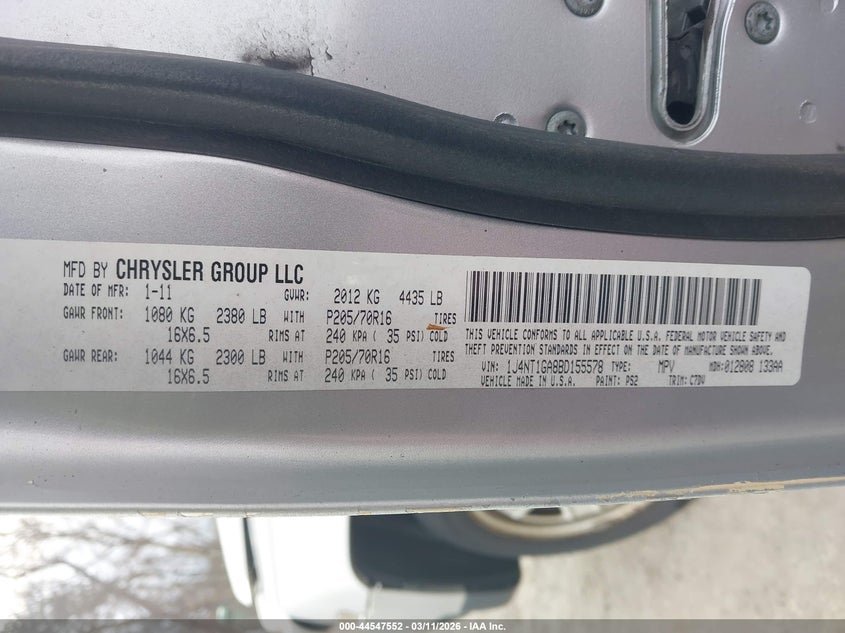 MFD BY CHRYSLER GROUP LLC
DATE OF MFR: 1-11 GVWR: 2012 KG 4435 LB
GAWR FRONT: 1080 KG 2380 LB WITH P205/70R16 TIRES
16X6.5 RIMS AT 240 KPA ( 35 PSI) COLD
GAWR REAR: 1044 KG 2300 LB WITH P205/70R16 TIRES
16X6.5 RIMS AT 240 KPA ( 35 PSI) COLD
THIS VEHICLE CONFORMS TO ALL APPLICABLE U.S.A. FEDERAL MOTOR VEHICLE SAFETY AND
THEFT PREVENTION STANDARDS IN EFFECT ON THE DATE OF MANUFACTURE SHOWN ABOVE.
VIN: 1J4NT1GA8BD155578 TYPE: MPV MDH:012808 133AA
VEHICLE MADE IN U.S.A. PAINT: PS2 TRIM: C7DV
000-44547552 - 03/11/2026 - IAA Inc.